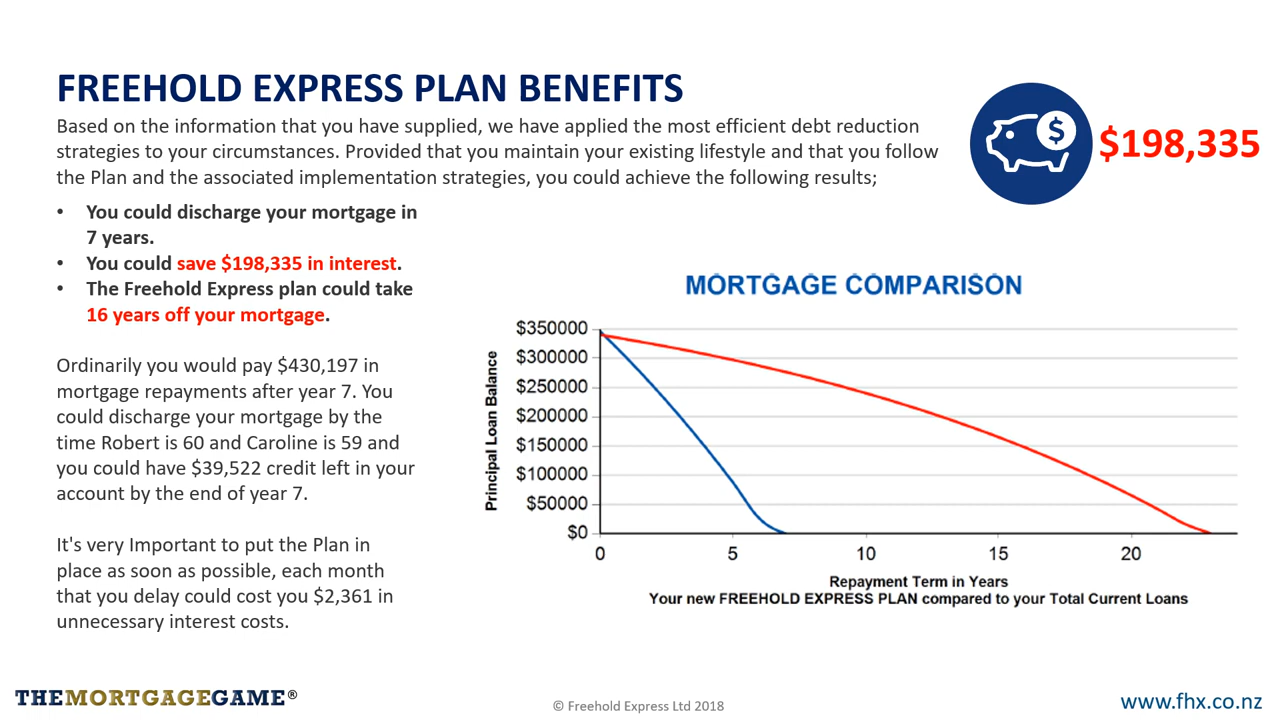 FREEHOLD EXPRESS PLAN BENEFITS
Based on the information that you have supplied, we have applied the most efficient debt reduction
strategies to your circumstances. Provided that you maintain your existing lifestyle and that you follow
the Plan and the associated implementation strategies, you could achieve the following results;
$
$198,335
• You could discharge your mortgage in
7 years.
• You could save $198,335 in interest.
• The Freehold Express plan could take
16 years off your mortgage.
Ordinarily you would pay $430,197 in
mortgage repayments after year 7. You
could discharge your mortgage by the
time Robert is 60 and Caroline is 59 and
you could have $39,522 credit left in your
account by the end of year 7.
It's very Important to put the Plan in
place as soon as possible, each month
that you delay could cost you $2,361 in
unnecessary interest costs.
MORTGAGE COMPARISON
Principal Loan Balance
$350000
$300000
$250000
$200000
$150000
$100000
$50000
$0
0 5 10 15 20
Repayment Term in Years
Your new FREEHOLD EXPRESS PLAN compared to your Total Current Loans
THEMORTGAGEGAME®
© Freehold Express Ltd 2018
www.fhx.co.nz